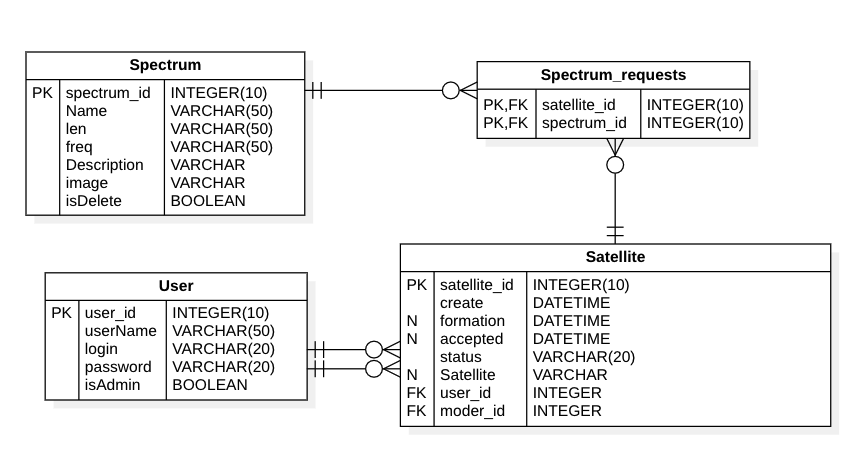 Spectrum
PK spectrum_id INTEGER(10)
Name VARCHAR(50)
len VARCHAR(50)
freq VARCHAR(50)
Description VARCHAR
image VARCHAR
isDelete BOOLEAN
Spectrum_requests
PK,FK satellite_id INTEGER(10)
PK,FK spectrum_id INTEGER(10)
User
PK user_id INTEGER(10)
userName VARCHAR(50)
login VARCHAR(20)
password VARCHAR(20)
isAdmin BOOLEAN
Satellite
PK satellite_id INTEGER(10)
create DATETIME
N formation DATETIME
N accepted DATETIME
status VARCHAR(20)
N Satellite VARCHAR
FK user_id INTEGER
FK moder_id INTEGER